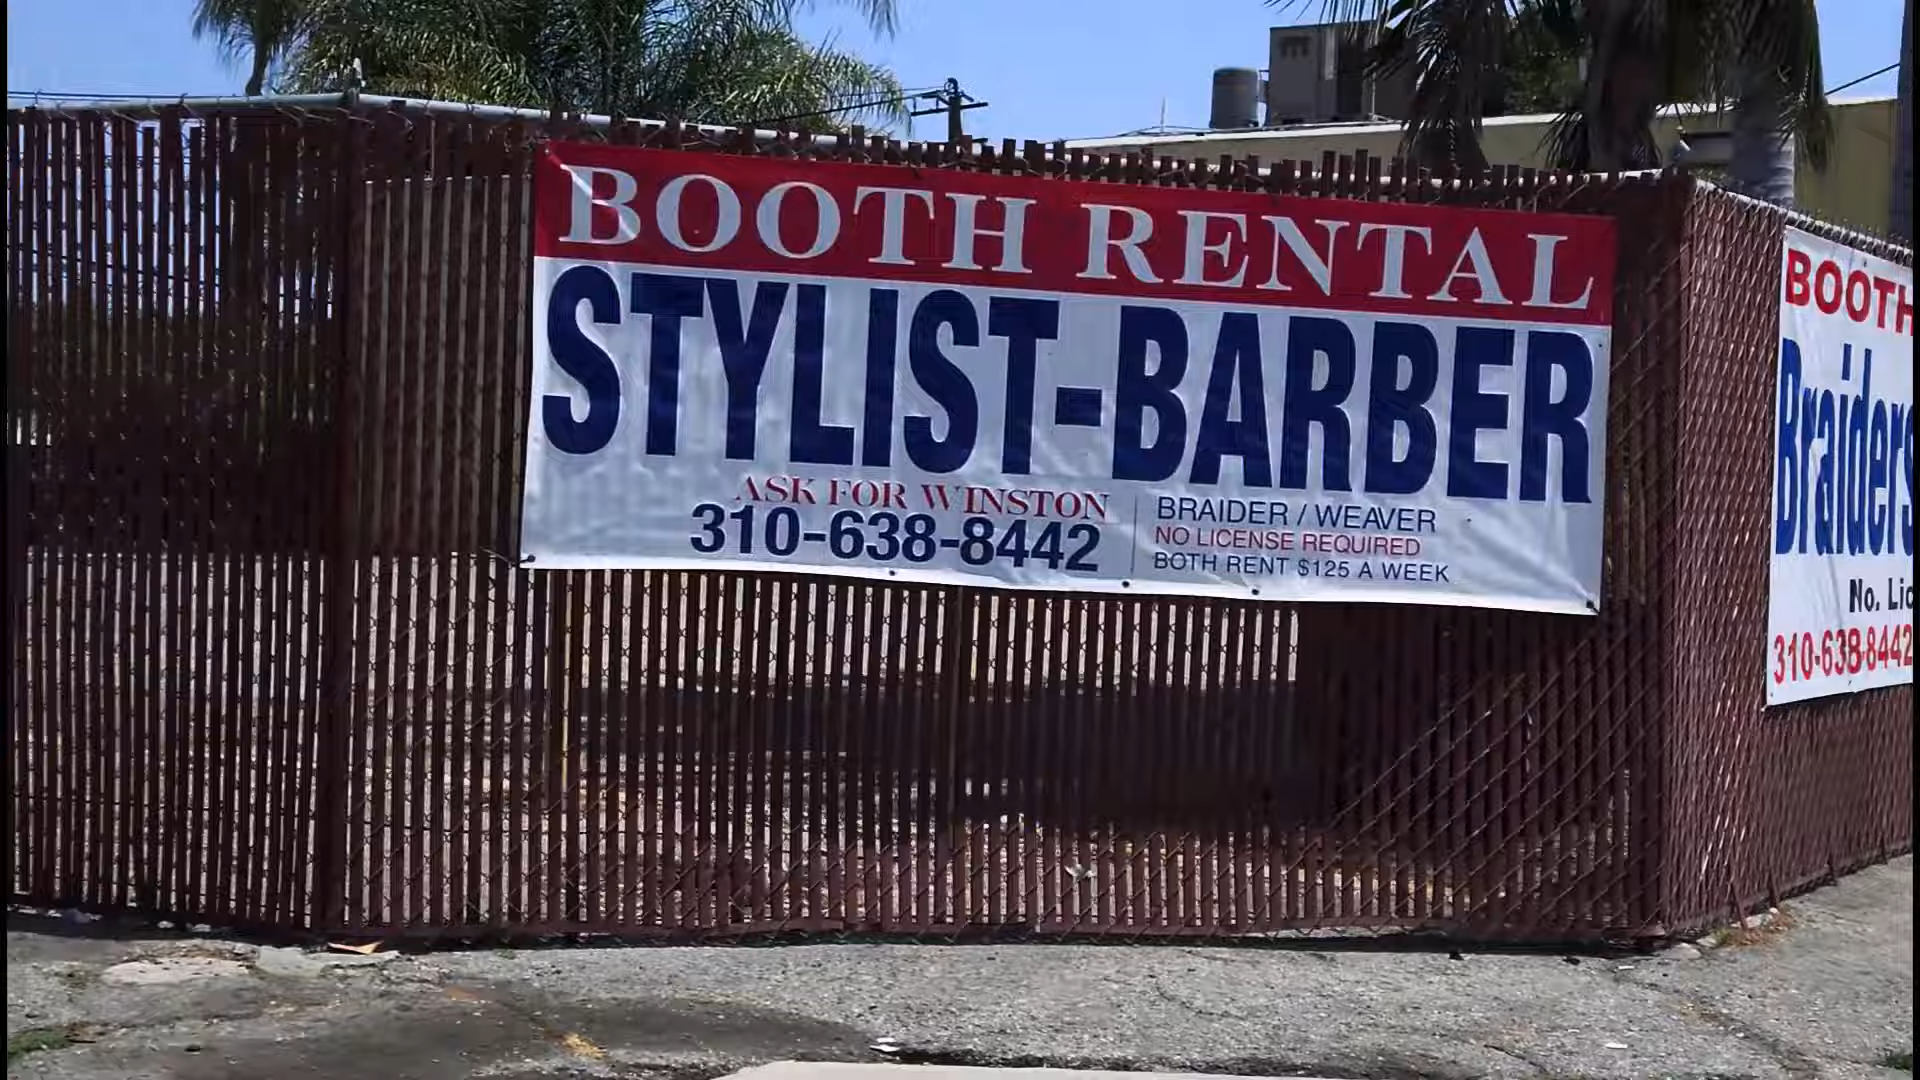 BOOTH RENTAL
STYLIST-BARBER
ASK FOR WINSTON
310-638-8442
BRAIDER / WEAVER
NO LICENSE REQUIRED
BOTH RENT $125 A WEEK
BOOTH
Braiders
No. Lic
310-638-8442